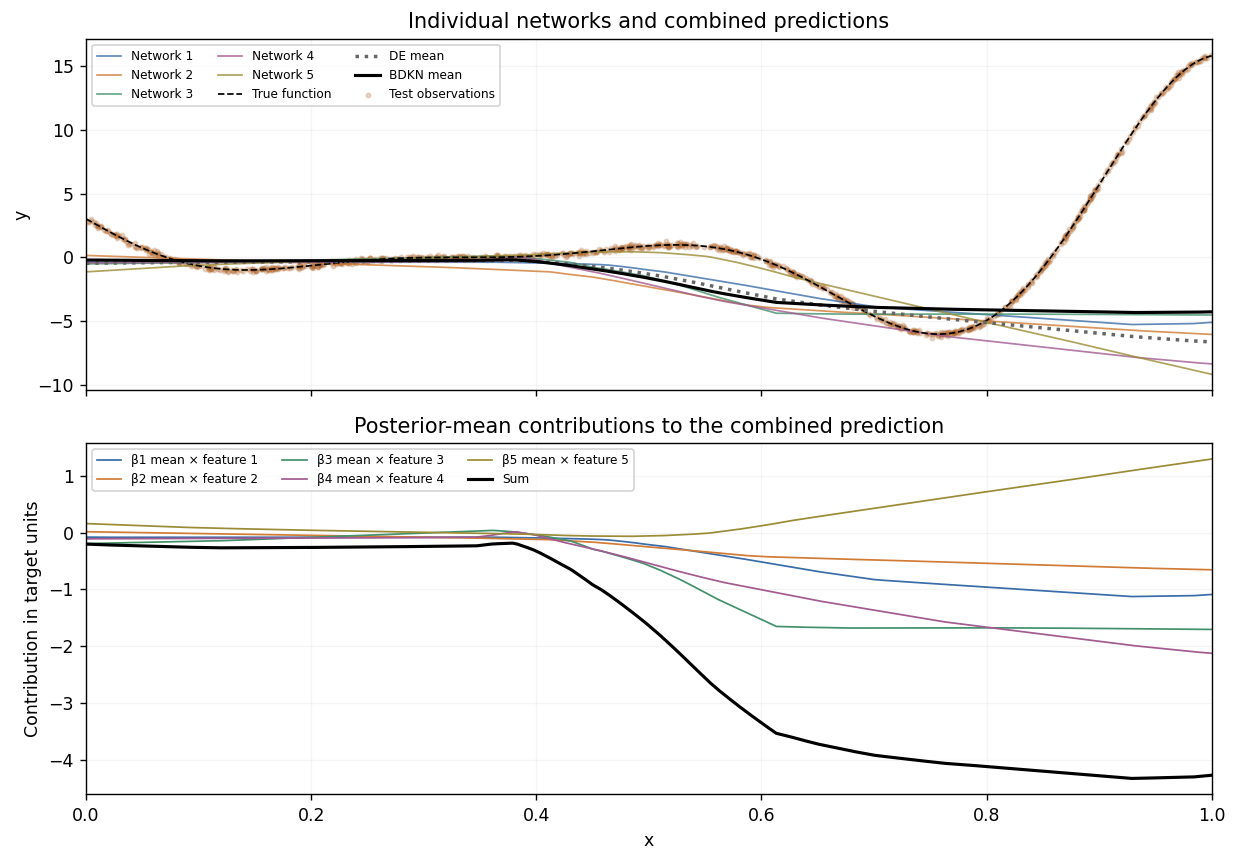 Individual networks and combined predictions
Network 1 Network 4 DE mean
Network 2 Network 5 BDKN mean
Network 3 True function Test observations
15
10
5
0
−5
−10
y
Posterior-mean contributions to the combined prediction
β1 mean × feature 1 β3 mean × feature 3 β5 mean × feature 5
β2 mean × feature 2 β4 mean × feature 4 Sum
1
0
−1
−2
−3
−4
Contribution in target units
0.0 0.2 0.4 0.6 0.8 1.0
x